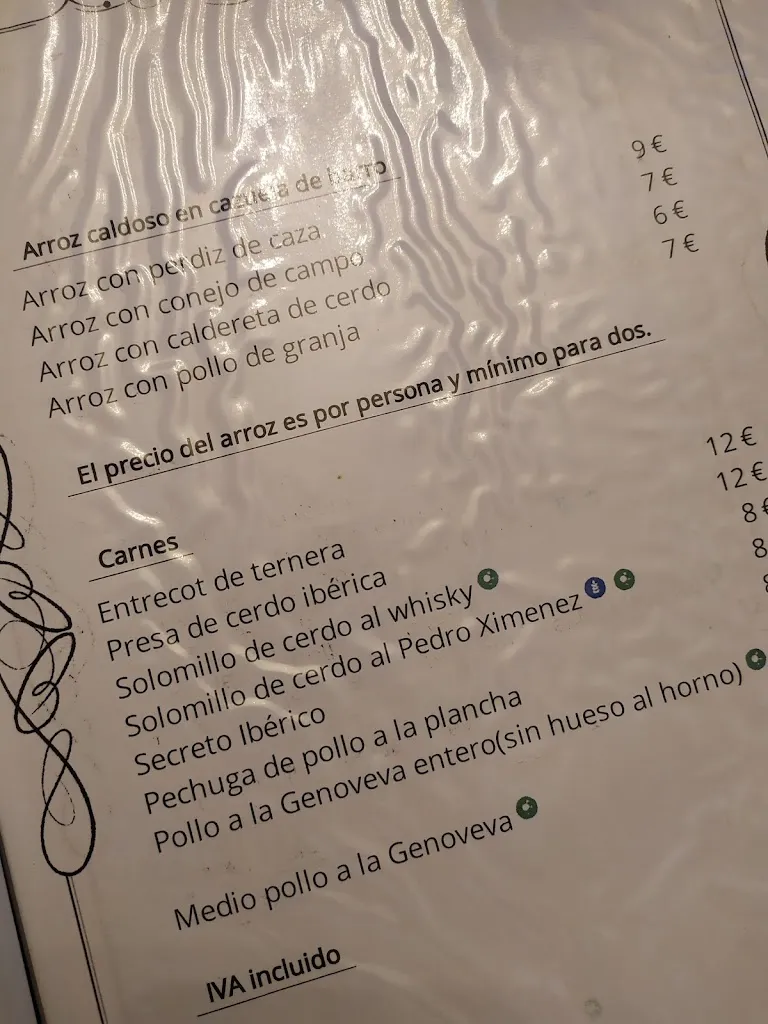 Arroz caldoso en cazuela de barro
Arroz con perdiz de caza 9€
Arroz con conejo de campo 7€
Arroz con caldereta de cerdo 6€
Arroz con pollo de granja 7€
El precio del arroz es por persona y mínimo para dos.
Carnes
Entrecot de ternera 12€
Presa de cerdo ibérica 12€
Solomillo de cerdo al whisky 8€
Solomillo de cerdo al Pedro Ximenez 8
Secreto Ibérico
Pechuga de pollo a la plancha
Pollo a la Genoveva entero(sin hueso al horno)
Medio pollo a la Genoveva
IVA incluido